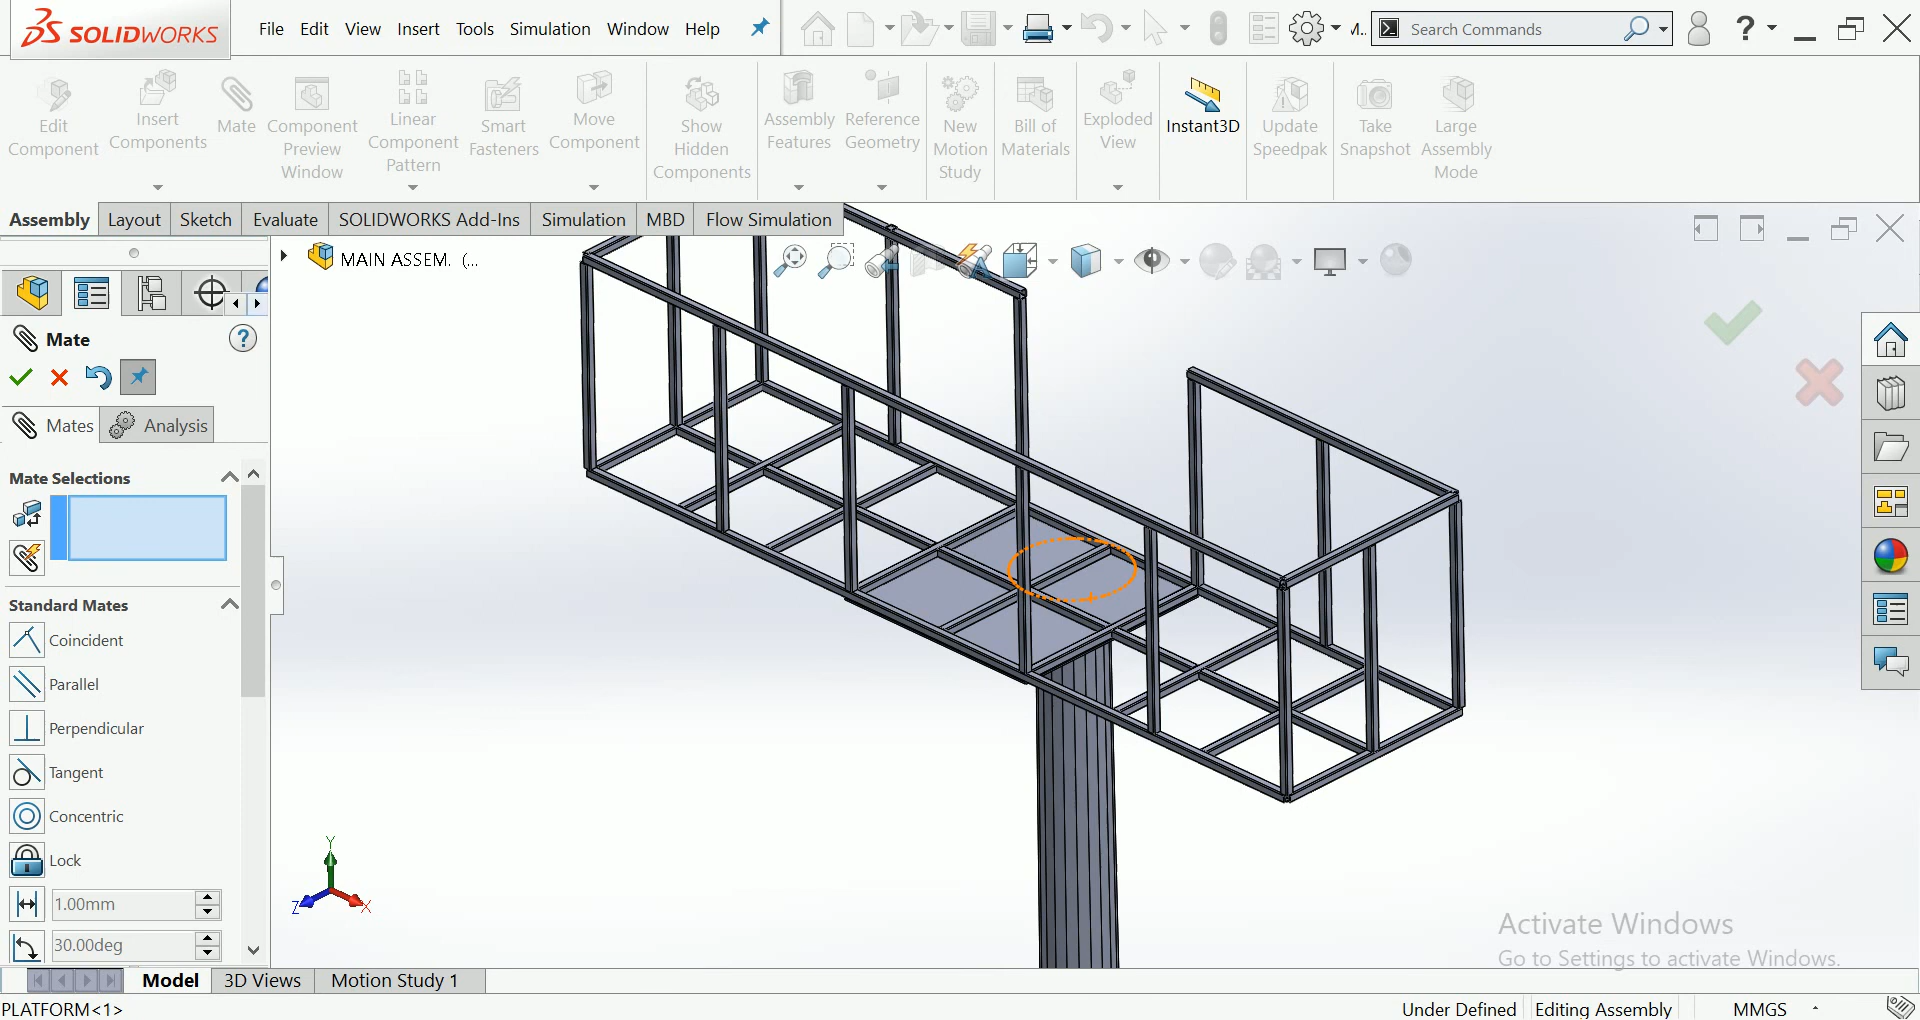 SOLIDWORKS
File Edit View Insert Tools Simulation Window Help
Search Commands
Edit Component
Insert Components
Mate
Component Preview Window
Linear Component Pattern
Smart Fasteners
Move Component
Show Hidden Components
Assembly Features
Reference Geometry
New Motion Study
Bill of Materials
Exploded View
Instant3D
Update Speedpak
Take Snapshot
Large Assembly Mode
Assembly Layout Sketch Evaluate SOLIDWORKS Add-Ins Simulation MBD Flow Simulation
MAIN ASSEM. (...
Mate
Mates Analysis
Mate Selections
Standard Mates
Coincident
Parallel
Perpendicular
Tangent
Concentric
Lock
1.00mm
30.00deg
Y
Z X
Activate Windows
Go to Settings to activate Windows.
Model 3D Views Motion Study 1
PLATFORM<1> Under Defined Editing Assembly MMGS